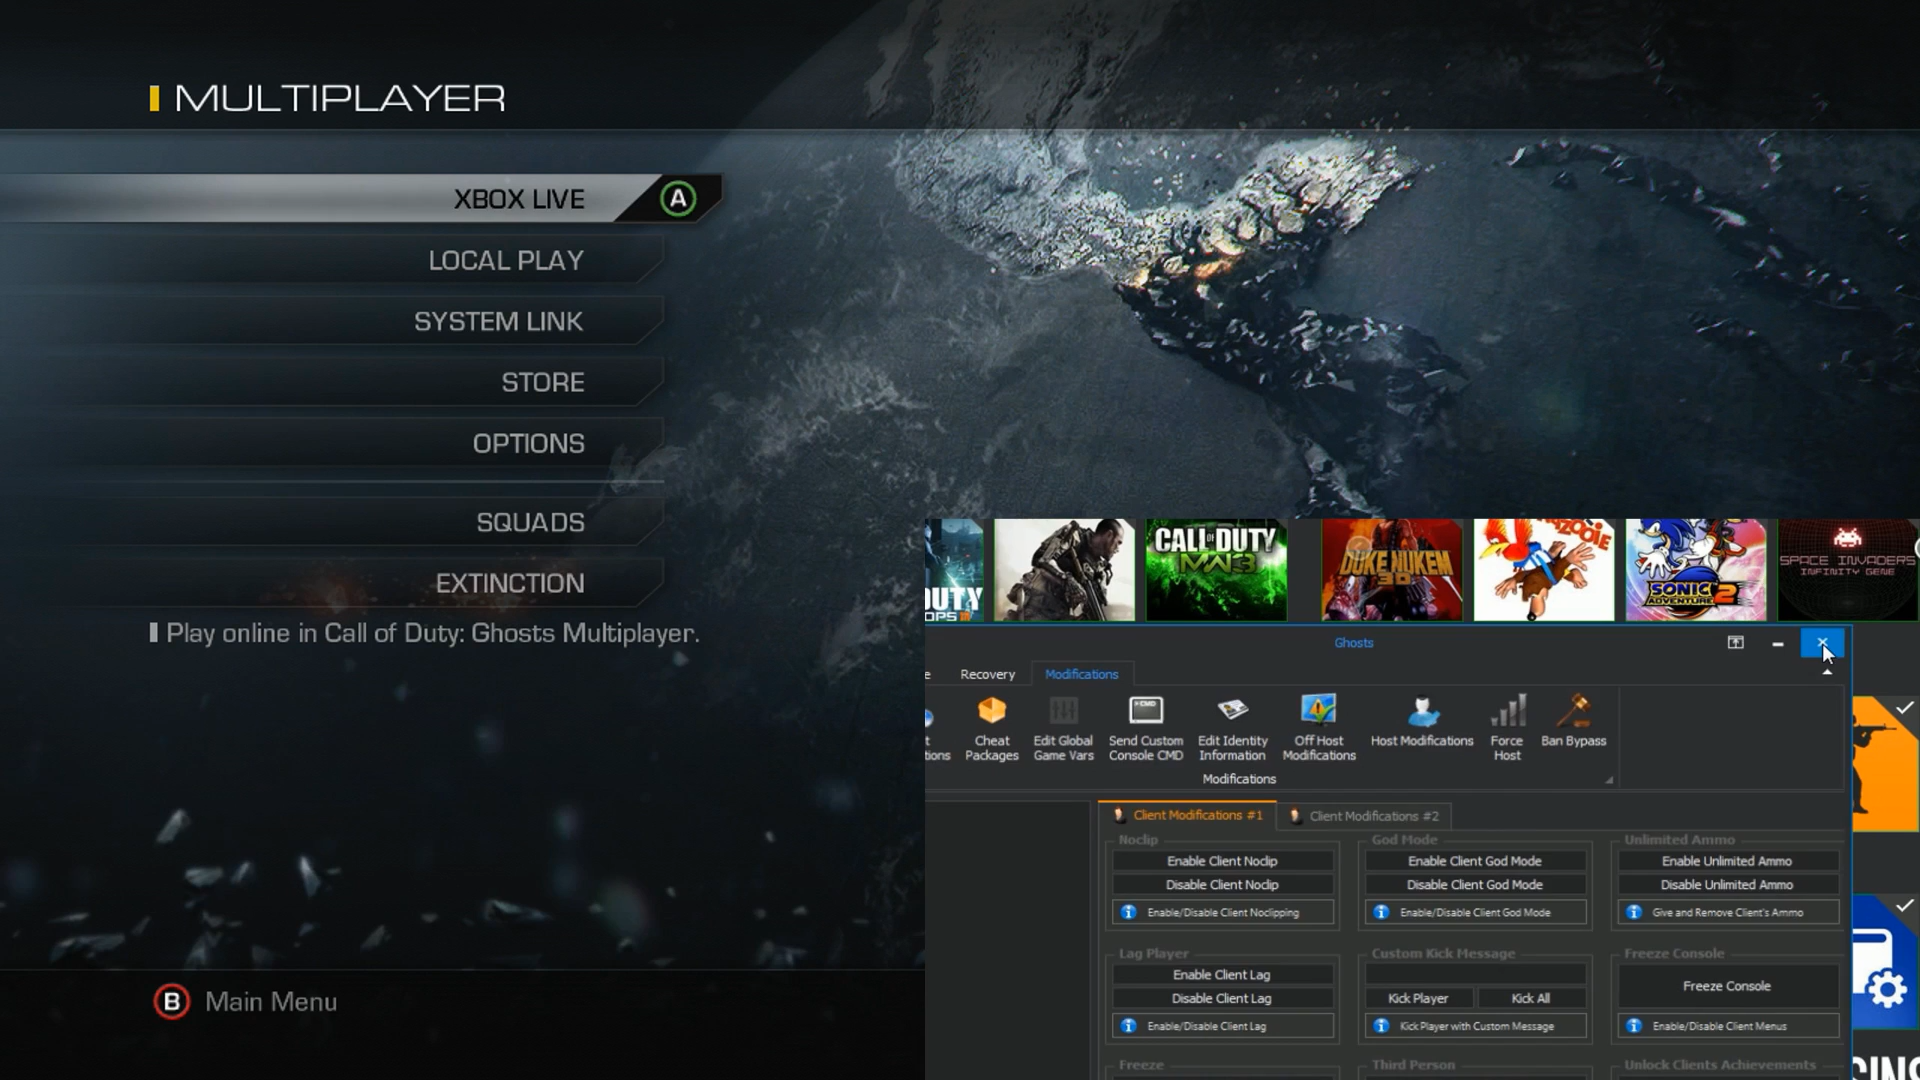 MULTIPLAYER
XBOX LIVE
A
LOCAL PLAY
SYSTEM LINK
STORE
OPTIONS
SQUADS
EXTINCTION
Play online in Call of Duty: Ghosts Multiplayer.
B Main Menu
DUTY
OPS III
CALL OF DUTY
MW3
DUKE NUKEM
3D
KAZOOIE
SONIC
ADVENTURE 2
SPACE INVADERS
INFINITY GENE
Ghosts
e Recovery Modifications
t
tions
Cheat
Packages
Edit Global
Game Vars
> CMD
Send Custom
Console CMD
Edit Identity
Information
Off Host
Modifications
Host Modifications
Force
Host
Ban Bypass
Modifications
Client Modifications #1 Client Modifications #2
Noclip
Enable Client Noclip
Disable Client Noclip
Enable/Disable Client Noclipping
God Mode
Enable Client God Mode
Disable Client God Mode
Enable/Disable Client God Mode
Unlimited Ammo
Enable Unlimited Ammo
Disable Unlimited Ammo
Give and Remove Client's Ammo
Lag Player
Enable Client Lag
Disable Client Lag
Enable/Disable Client Lag
Custom Kick Message
Kick Player Kick All
Kick Player with Custom Message
Freeze Console
Freeze Console
Enable/Disable Client Menus
Freeze
Third Person
Unlock Clients Achievements